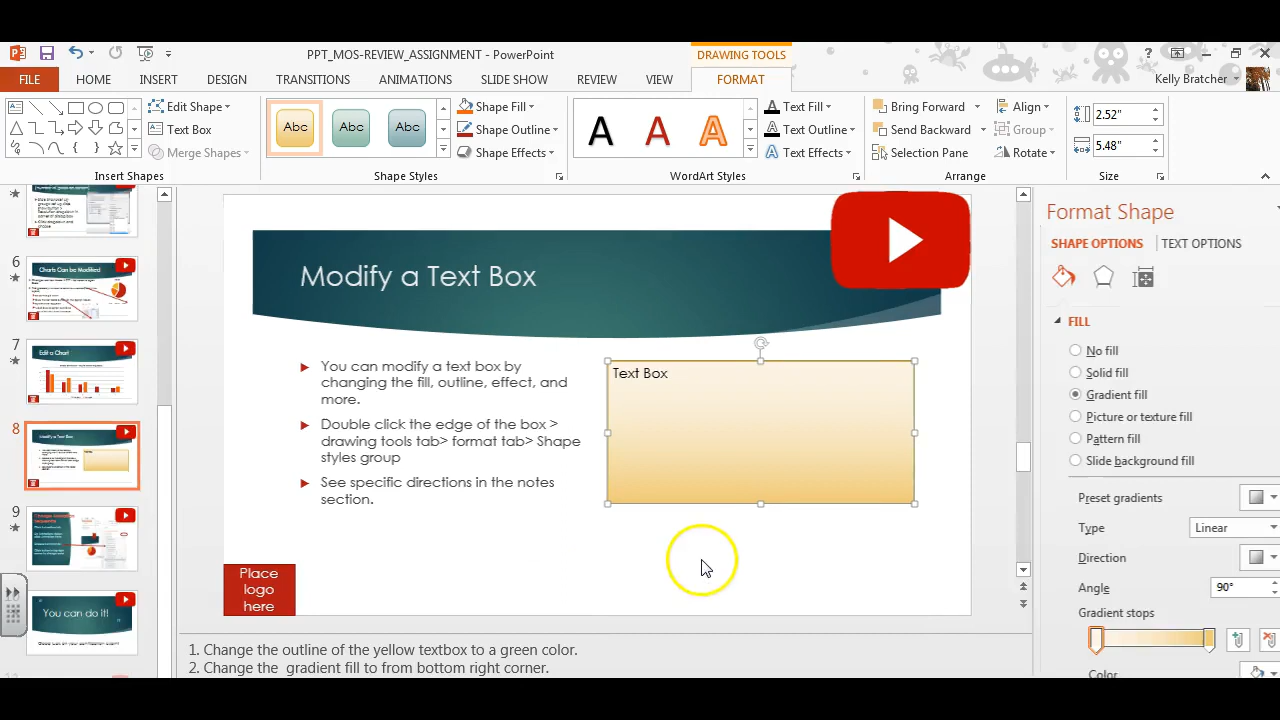 PPT_MOS-REVIEW_ASSIGNMENT - PowerPoint
DRAWING TOOLS
FILE HOME INSERT DESIGN TRANSITIONS ANIMATIONS SLIDE SHOW REVIEW VIEW FORMAT Kelly Bratcher
Edit Shape
Text Box
Merge Shapes
Insert Shapes
Abc Abc Abc
Shape Fill
Shape Outline
Shape Effects
Shape Styles
A A A
Text Fill
Text Outline
Text Effects
WordArt Styles
Bring Forward
Send Backward
Selection Pane
Align
Group
Rotate
Arrange
2.52"
5.48"
Size
6
Charts Can be Modified
7
Edit a Chart
8
Modify a Text Box
9
You can do it!
Modify a Text Box
You can modify a text box by
changing the fill, outline, effect, and
more.
Double click the edge of the box >
drawing tools tab> format tab> Shape
styles group
See specific directions in the notes
section.
Text Box
Place
logo
here
1. Change the outline of the yellow textbox to a green color.
2. Change the  gradient fill to from bottom right corner.
Format Shape
SHAPE OPTIONS TEXT OPTIONS
FILL
No fill
Solid fill
Gradient fill
Picture or texture fill
Pattern fill
Slide background fill
Preset gradients
Type Linear
Direction
Angle 90°
Gradient stops
Color